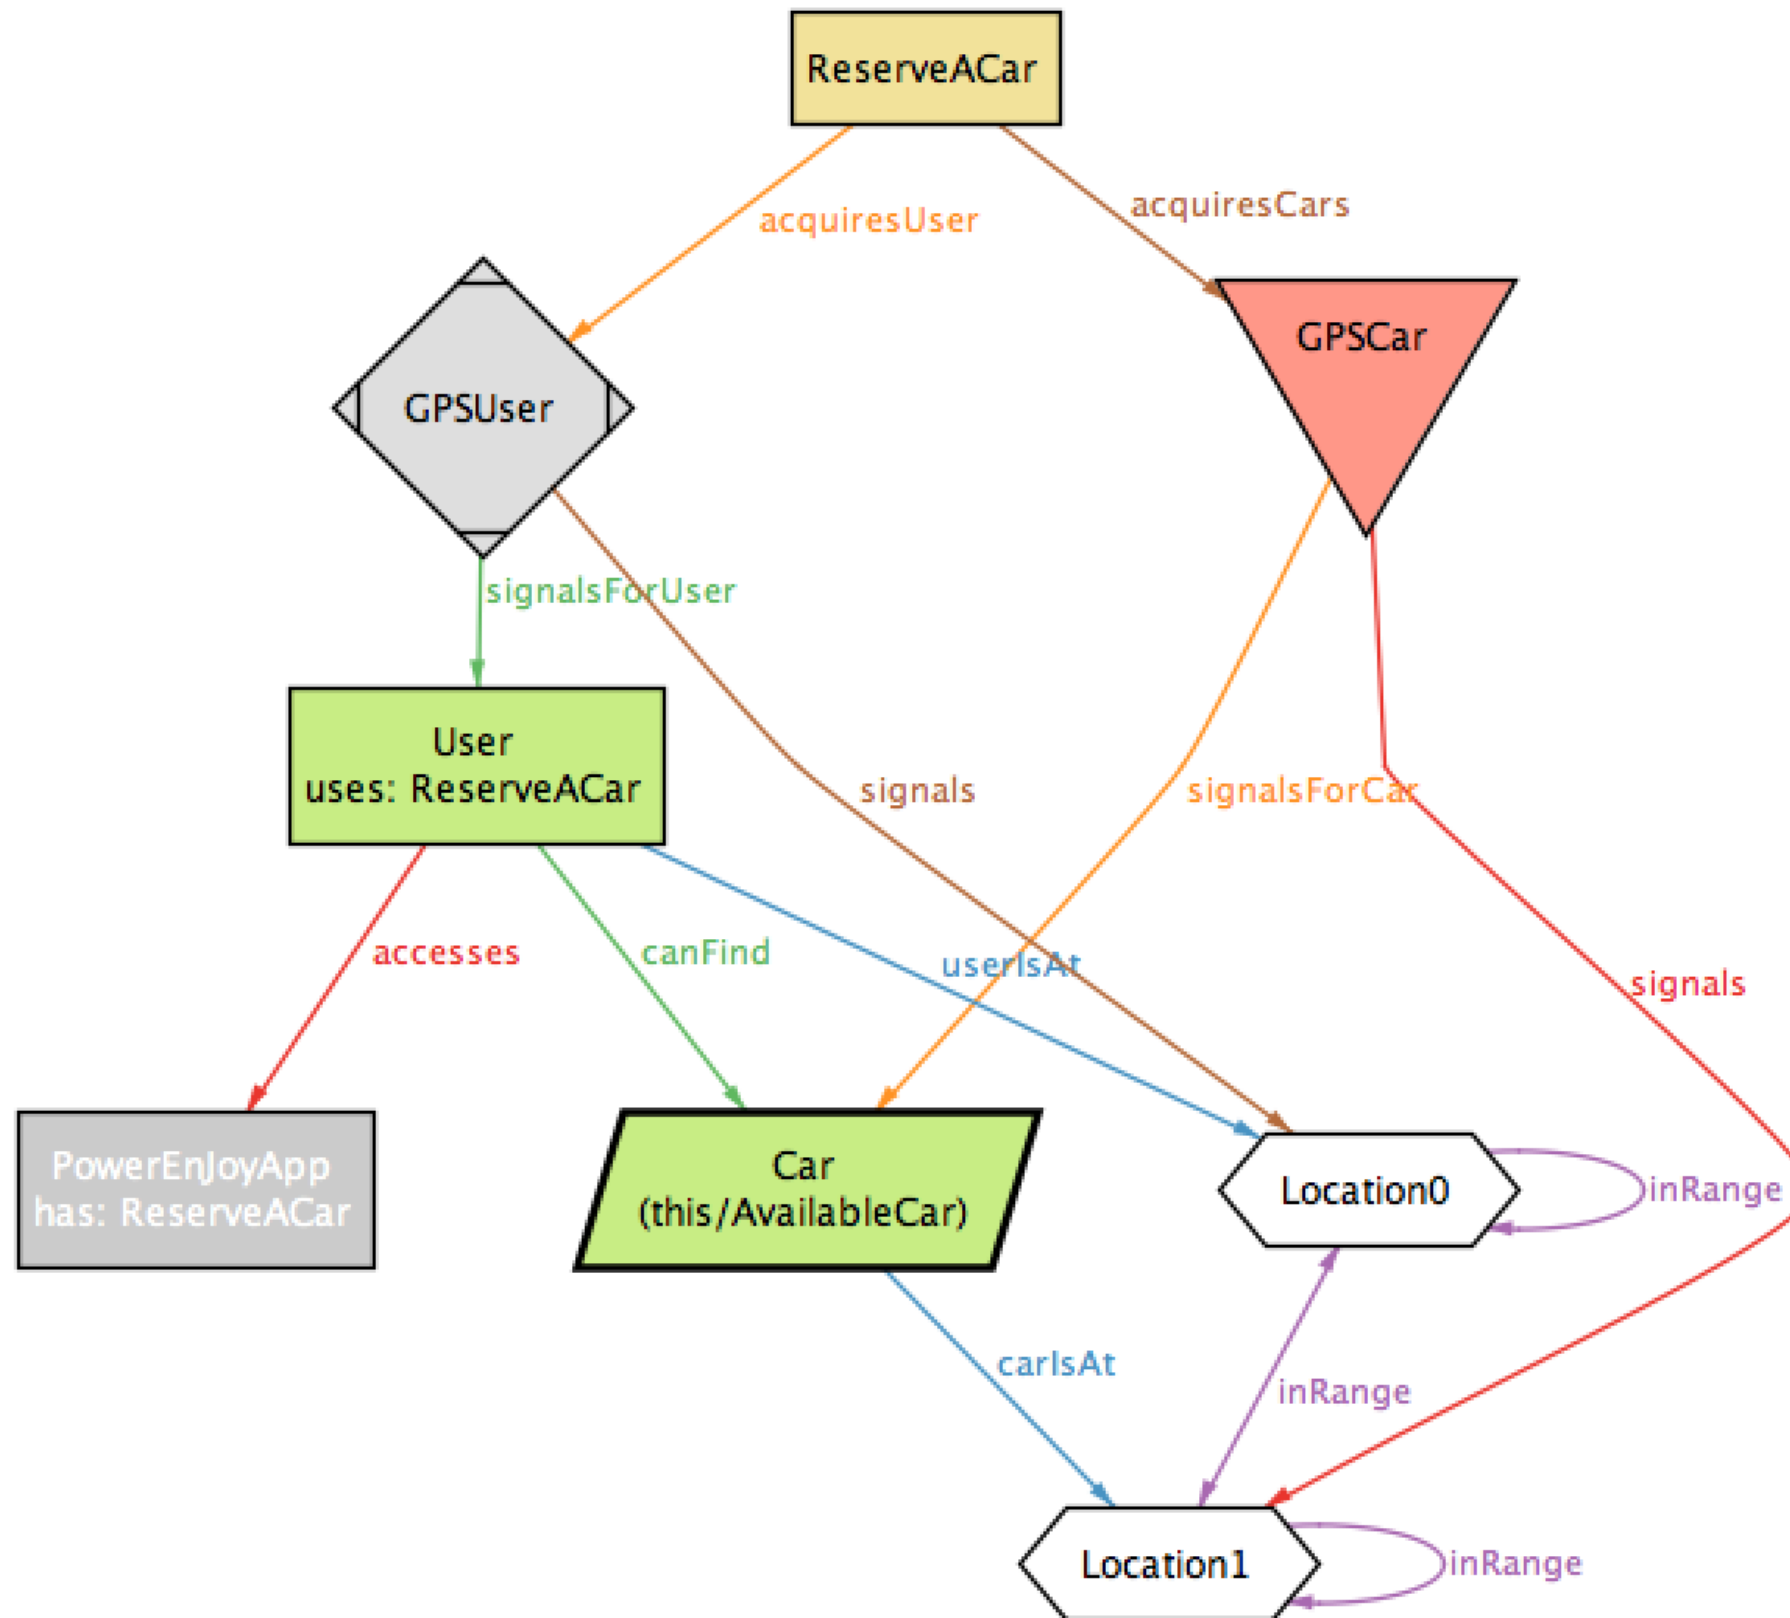 ReserveACar
acquiresCars
acquiresUser
GPSCar
GPSUser
signalsForUser
User
uses: ReserveACar
signals
signalsForCar
accesses
canFind
userIsAt
signals
PowerEnJoyApp
has: ReserveACar
Car
(this/AvailableCar)
Location0
inRange
carIsAt
inRange
Location1
inRange